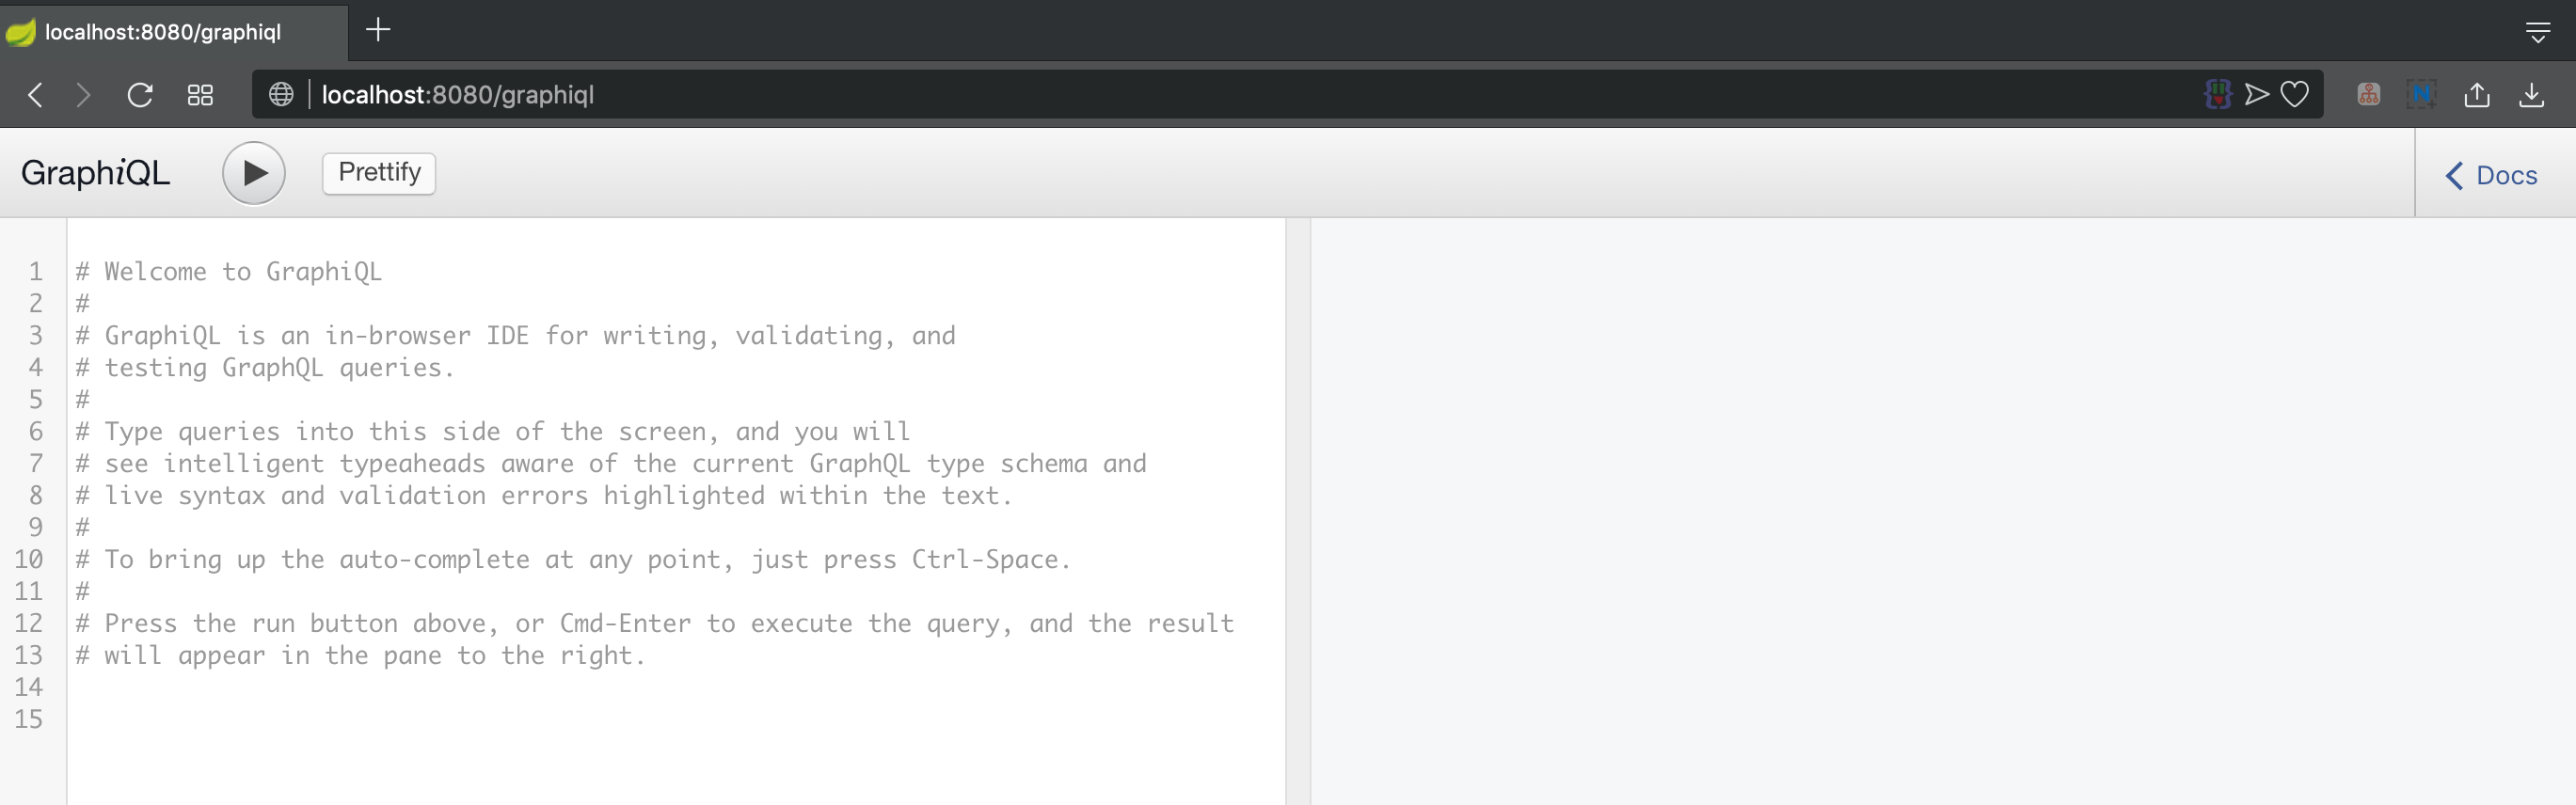 localhost:8080/graphiql
localhost:8080/graphiql
GraphiQL Prettify Docs
1 # Welcome to GraphiQL
2 #
3 # GraphiQL is an in-browser IDE for writing, validating, and
4 # testing GraphQL queries.
5 #
6 # Type queries into this side of the screen, and you will
7 # see intelligent typeaheads aware of the current GraphQL type schema and
8 # live syntax and validation errors highlighted within the text.
9 #
10 # To bring up the auto-complete at any point, just press Ctrl-Space.
11 #
12 # Press the run button above, or Cmd-Enter to execute the query, and the result
13 # will appear in the pane to the right.
14
15